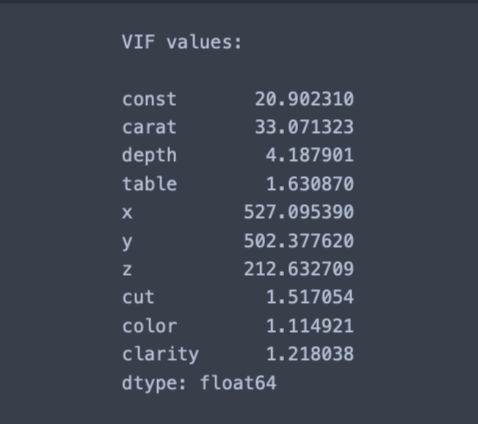 VIF values:
const 20.902310
carat 33.071323
depth 4.187901
table 1.630870
x 527.095390
y 502.377620
z 212.632709
cut 1.517054
color 1.114921
clarity 1.218038
dtype: float64